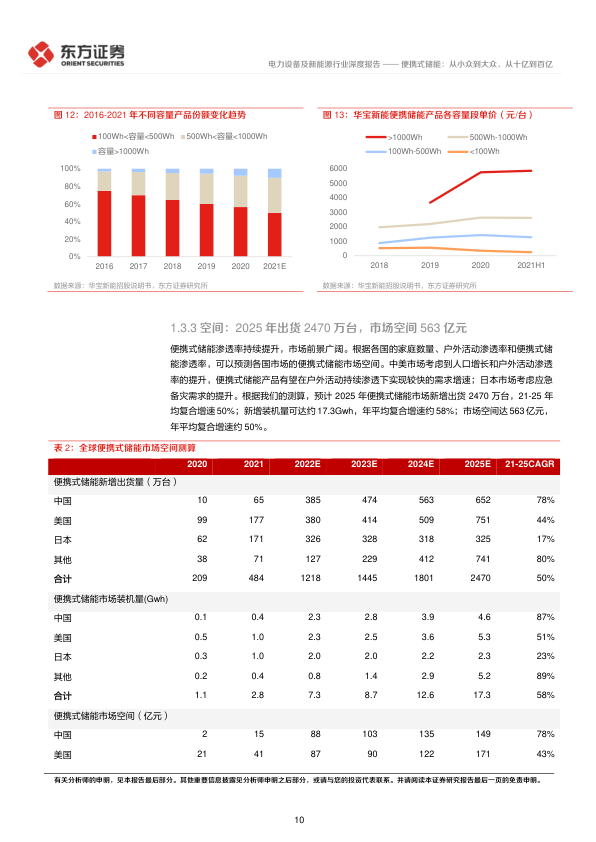 东方证券
ORIENT SECURITIES
电力设备及新能源行业深度报告 —— 便携式储能：从小众到大众，从十亿到百亿
图 12：2016-2021 年不同容量产品份额变化趋势
100Wh<容量<500Wh 500Wh<容量<1000Wh
容量>1000Wh
100%
80%
60%
40%
20%
0%
2016 2017 2018 2019 2020 2021E
数据来源：华宝新能招股说明书，东方证券研究所
图 13：华宝新能便携储能产品各容量段单价（元/台）
>1000Wh 500Wh-1000Wh
100Wh-500Wh <100Wh
6000
5000
4000
3000
2000
1000
0
2018 2019 2020 2021H1
数据来源：华宝新能招股说明书，东方证券研究所
1.3.3 空间：2025 年出货 2470 万台，市场空间 563 亿元
便携式储能渗透率持续提升，市场前景广阔。根据各国的家庭数量、户外活动渗透率和便携式储
能渗透率，可以预测各国市场的便携式储能市场空间。中美市场考虑到人口增长和户外活动渗透
率的提升，便携式储能产品有望在户外活动持续渗透下实现较快的需求增速；日本市场考虑应急
备灾需求的提升。根据我们的测算，预计 2025 年便携式储能市场新增出货 2470 万台，21-25 年
均复合增速 50%；新增装机量可达约 17.3Gwh，年平均复合增速约 58%；市场空间达 563 亿元，
年平均复合增速约 50%。
表 2：全球便携式储能市场空间测算
2020 2021 2022E 2023E 2024E 2025E 21-25CAGR
便携式储能新增出货量（万台）
中国 10 65 385 474 563 652 78%
美国 99 177 380 414 509 751 44%
日本 62 171 326 328 318 325 17%
其他 38 71 127 229 412 741 80%
合计 209 484 1218 1445 1801 2470 50%
便携式储能市场装机量(Gwh)
中国 0.1 0.4 2.3 2.8 3.9 4.6 87%
美国 0.5 1.0 2.3 2.5 3.6 5.3 51%
日本 0.3 1.0 2.0 2.0 2.2 2.3 23%
其他 0.2 0.4 0.8 1.4 2.9 5.2 89%
合计 1.1 2.8 7.3 8.7 12.6 17.3 58%
便携式储能市场空间（亿元）
中国 2 15 88 103 135 149 78%
美国 21 41 87 90 122 171 43%
有关分析师的申明，见本报告最后部分。其他重要信息披露见分析师申明之后部分，或请与您的投资代表联系。并请阅读本证券研究报告最后一页的免责申明。
10